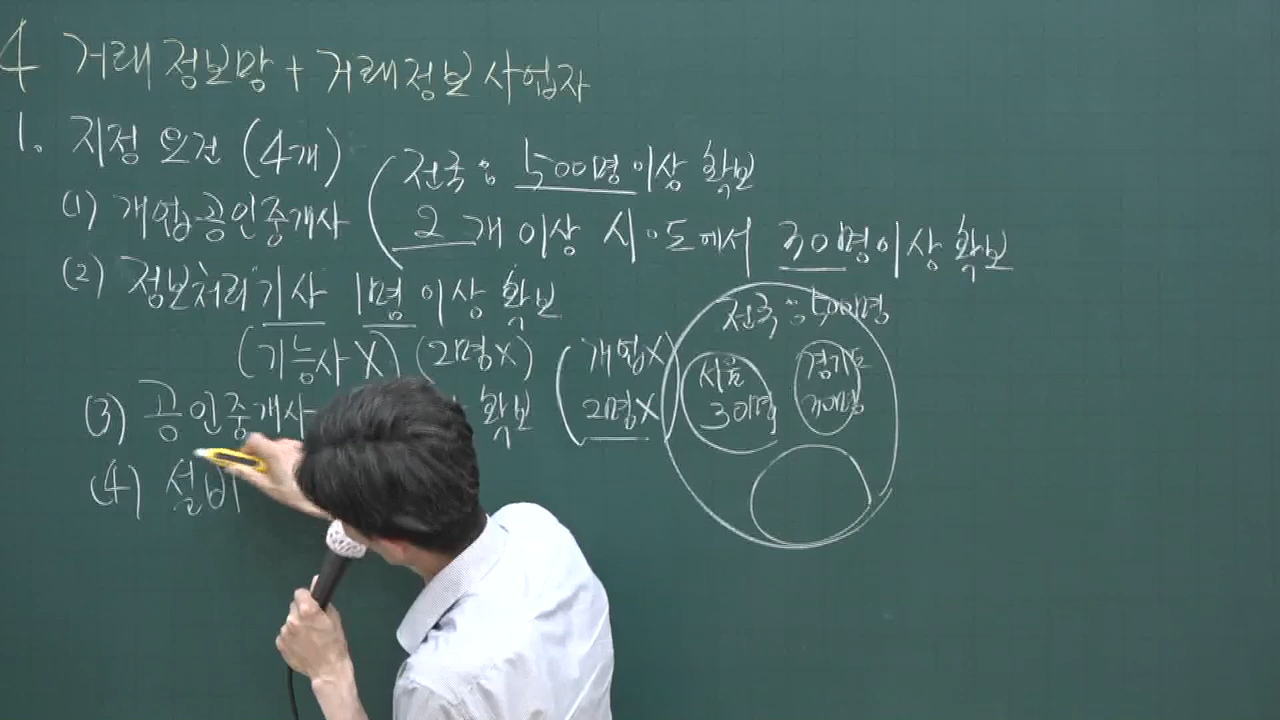 4 거래정보망 + 거래정보사업자
1. 지정요건 (4개)
(1) 개업공인중개사
전국 : 500명 이상 확보
2개 이상 시·도에서 30명 이상 확보
(2) 정보처리기사 1명 이상 확보
(기능사 X) (2명X)
(3) 공인중개사 확보
(개업X)
2명X
(4) 설비
전국 : 500명
서울
30명
경기도
30명